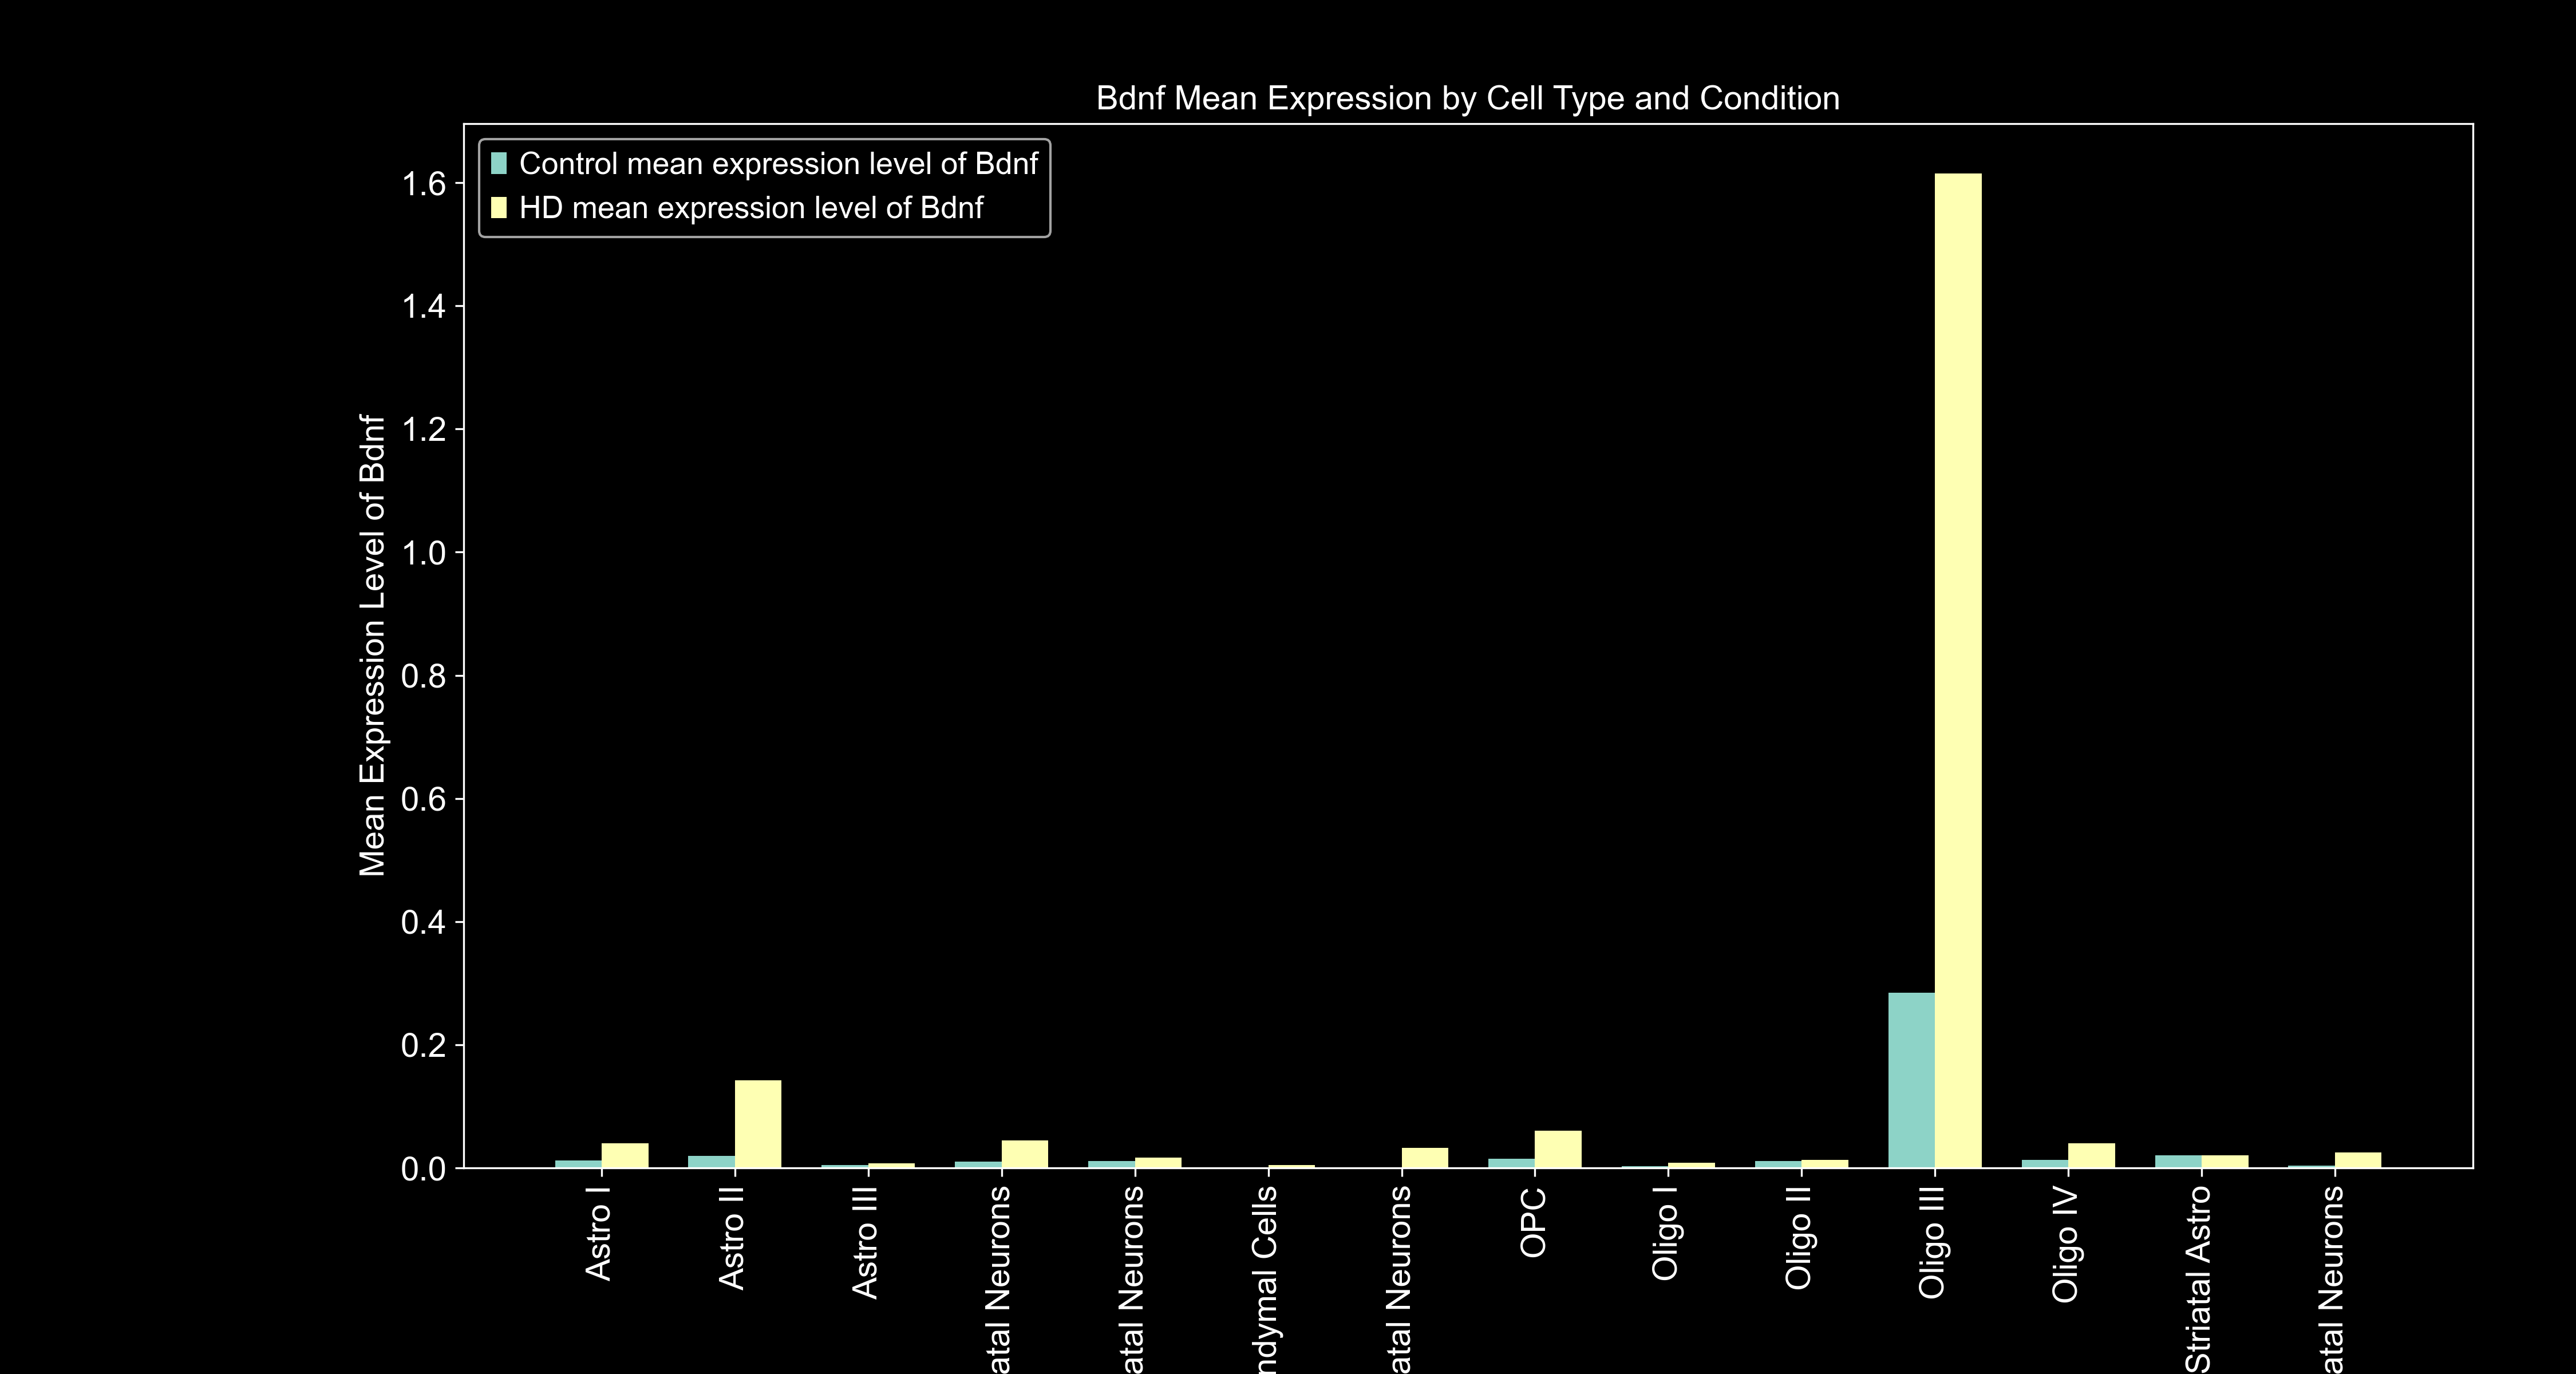 Bdnf Mean Expression by Cell Type and Condition
Control mean expression level of Bdnf
HD mean expression level of Bdnf
Mean Expression Level of Bdnf
1.6
1.4
1.2
1.0
0.8
0.6
0.4
0.2
0.0
Astro I
Astro II
Astro III
atal Neurons
atal Neurons
ndymal Cells
atal Neurons
OPC
Oligo I
Oligo II
Oligo III
Oligo IV
Striatal Astro
atal Neurons